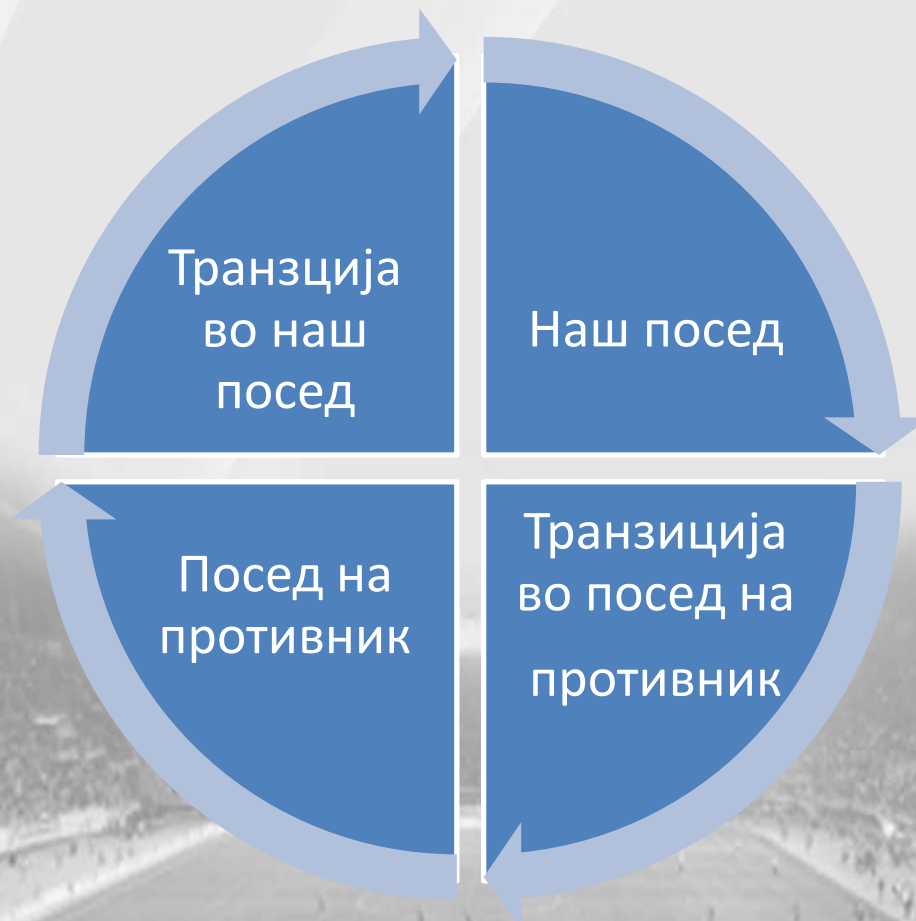 Транзција
во наш
посед
Наш посед
Посед на
противник
Транзиција
во посед на
противник